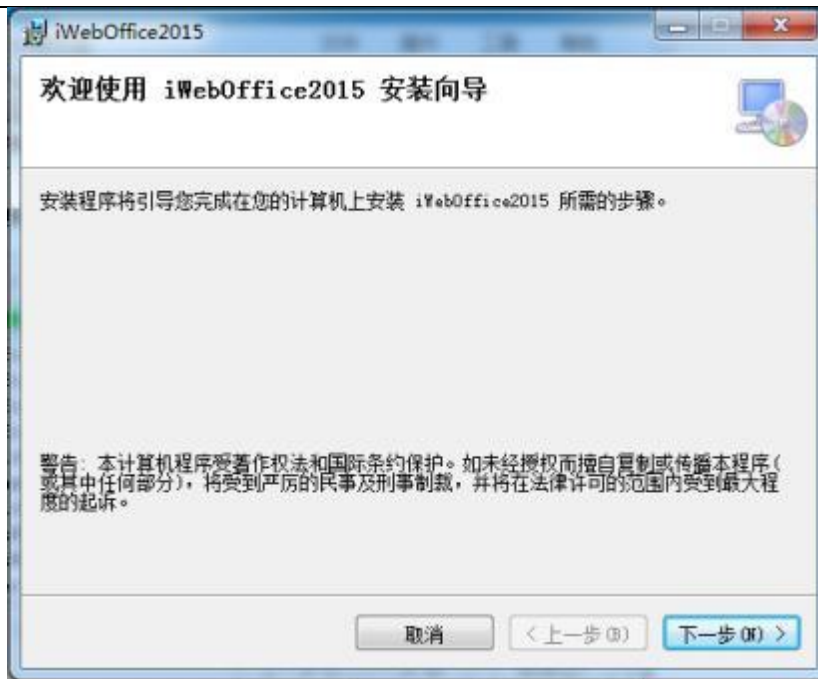 iWebOffice2015
欢迎使用 iWebOffice2015 安装向导
安装程序将引导您完成在您的计算机上安装 iWebOffice2015 所需的步骤。
警告: 本计算机程序受著作权法和国际条约保护。如未经授权而擅自复制或传播本程序(
或其中任何部分)，将受到严厉的民事及刑事制裁，并将在法律许可的范围内受到最大程
度的起诉。
取消
<上一步(B)
下一步(N) >